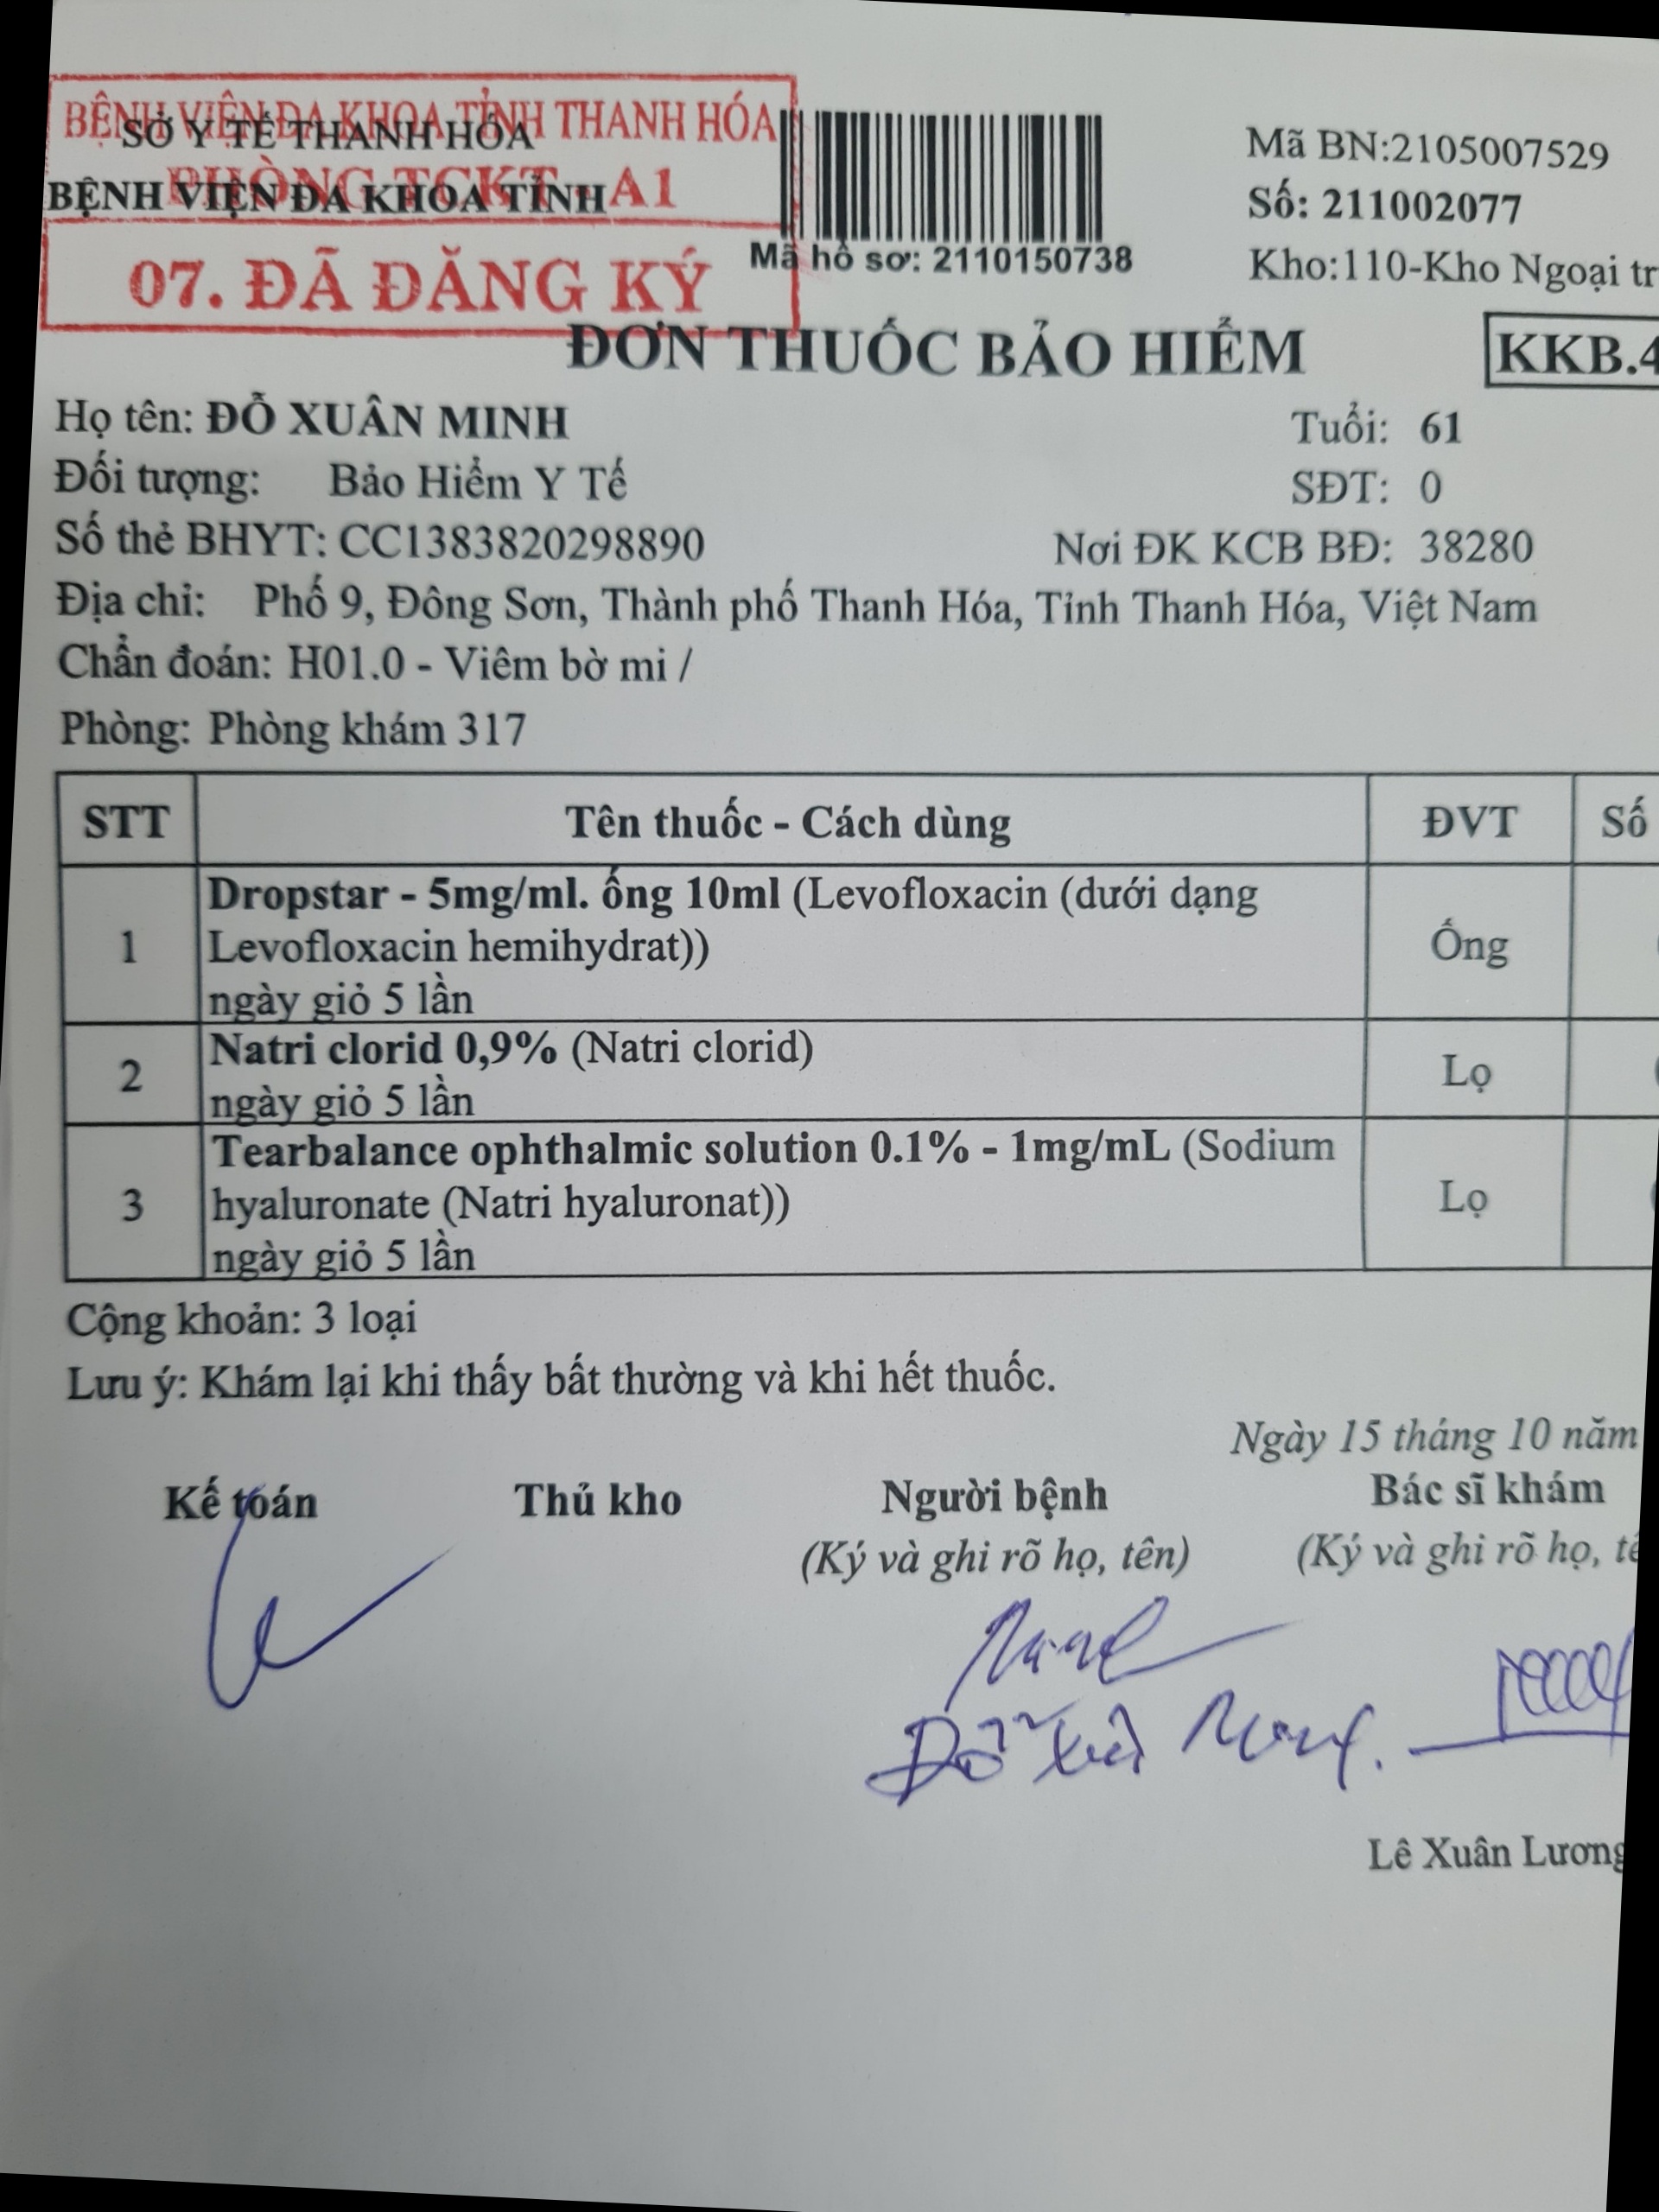 BỆNH VIỆN ĐA KHOA TỈNH THANH HÓA
PHÒNG TCKT - A1
07. ĐÃ ĐĂNG KÝ
SỞ Y TẾ THANH HÓA
BỆNH VIỆN ĐA KHOA TỈNH
Mã hồ sơ: 2110150738
Mã BN:2105007529
Số: 211002077
Kho:110-Kho Ngoại tr
ĐƠN THUỐC BẢO HIỂM
KKB.4
Họ tên: ĐỖ XUÂN MINH Tuổi: 61
Đối tượng: Bảo Hiểm Y Tế SĐT: 0
Số thẻ BHYT: CC1383820298890 Nơi ĐK KCB BĐ: 38280
Địa chỉ: Phố 9, Đông Sơn, Thành phố Thanh Hóa, Tỉnh Thanh Hóa, Việt Nam
Chẩn đoán: H01.0 - Viêm bờ mi /
Phòng: Phòng khám 317
STT Tên thuốc - Cách dùng ĐVT Số
1 Dropstar - 5mg/ml. ống 10ml (Levofloxacin (dưới dạng
Levofloxacin hemihydrat)) Ống
ngày giỏ 5 lần
2 Natri clorid 0,9% (Natri clorid) Lọ
ngày giỏ 5 lần
3 Tearbalance ophthalmic solution 0.1% - 1mg/mL (Sodium
hyaluronate (Natri hyaluronat)) Lọ
ngày giỏ 5 lần
Cộng khoản: 3 loại
Lưu ý: Khám lại khi thấy bất thường và khi hết thuốc.
Ngày 15 tháng 10 năm
Kế toán Thủ kho Người bệnh Bác sĩ khám
(Ký và ghi rõ họ, tên) (Ký và ghi rõ họ, tê
Đỗ Xuân
Lê Xuân Lương